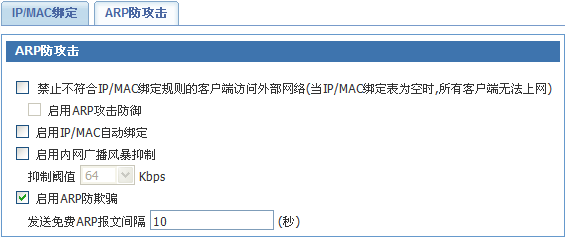 IP/MAC绑定 ARP防攻击
ARP防攻击
禁止不符合IP/MAC绑定规则的客户端访问外部网络(当IP/MAC绑定表为空时,所有客户端无法上网)
启用ARP攻击防御
启用IP/MAC自动绑定
启用内网广播风暴抑制
抑制阈值 64 Kbps
启用ARP防欺骗
发送免费ARP报文间隔 10 (秒)